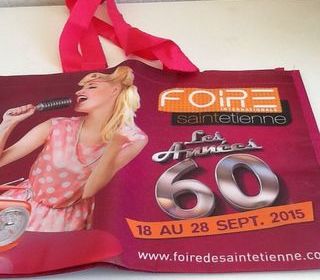 FOIRE
INTERNATIONALE
saintetienne
Les
Années
60
18 AU 28 SEPT. 2015
www.foiredesaintetienne.co